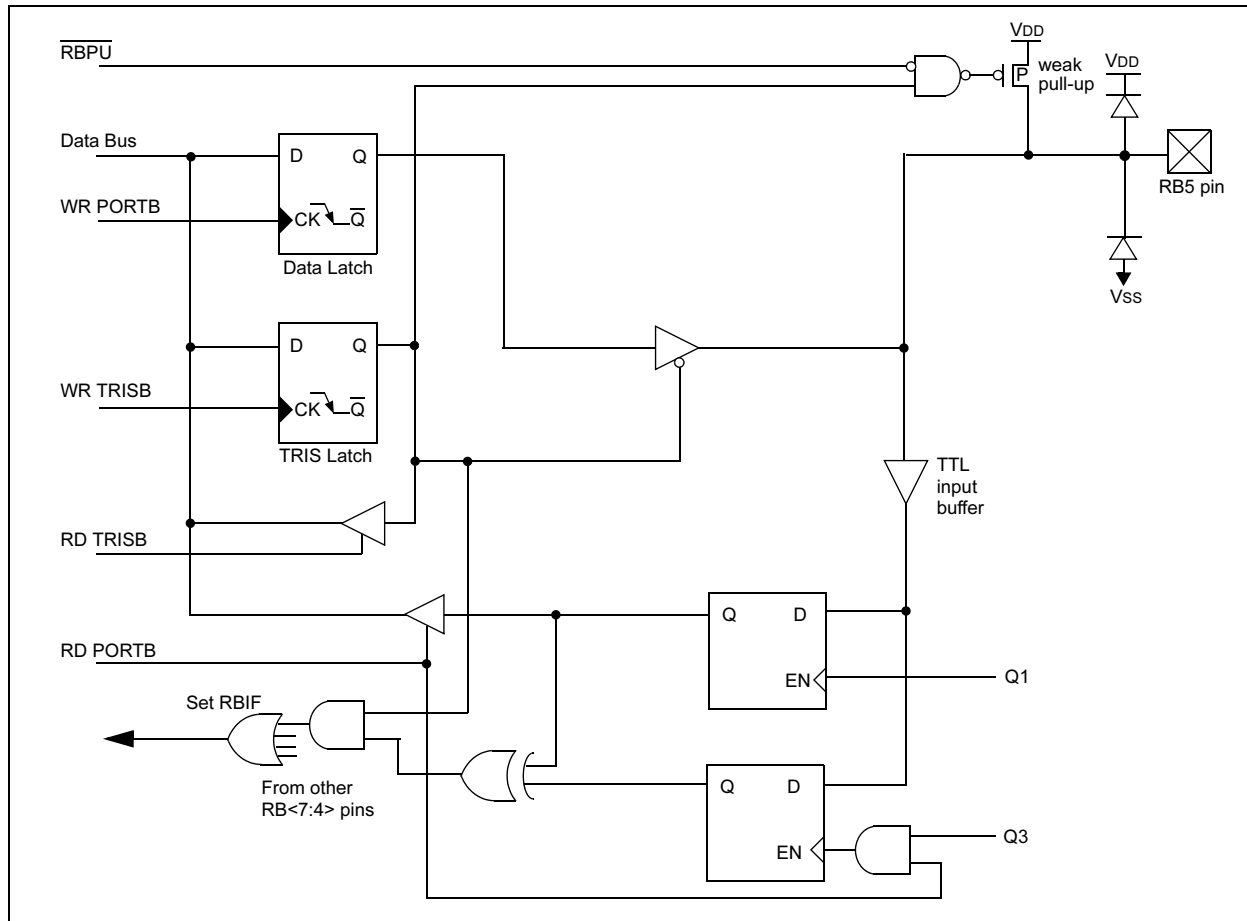 R̅B̅P̅U̅
VDD
P
weak
pull-up
VDD
Data Bus
D
Q
RB5 pin
WR PORTB
CK
Q̅
Data Latch
VSS
D
Q
WR TRISB
CK
Q̅
TRIS Latch
TTL
input
buffer
RD TRISB
Q
D
RD PORTB
EN
Q1
Set RBIF
Q
D
From other
RB<7:4> pins
EN
Q3